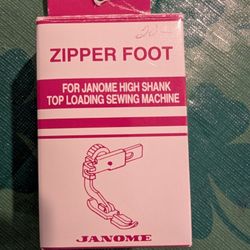 ZIPPER FOOT
FOR JANOME HIGH SHANK
TOP LOADING SEWING MACHINE
JANOME